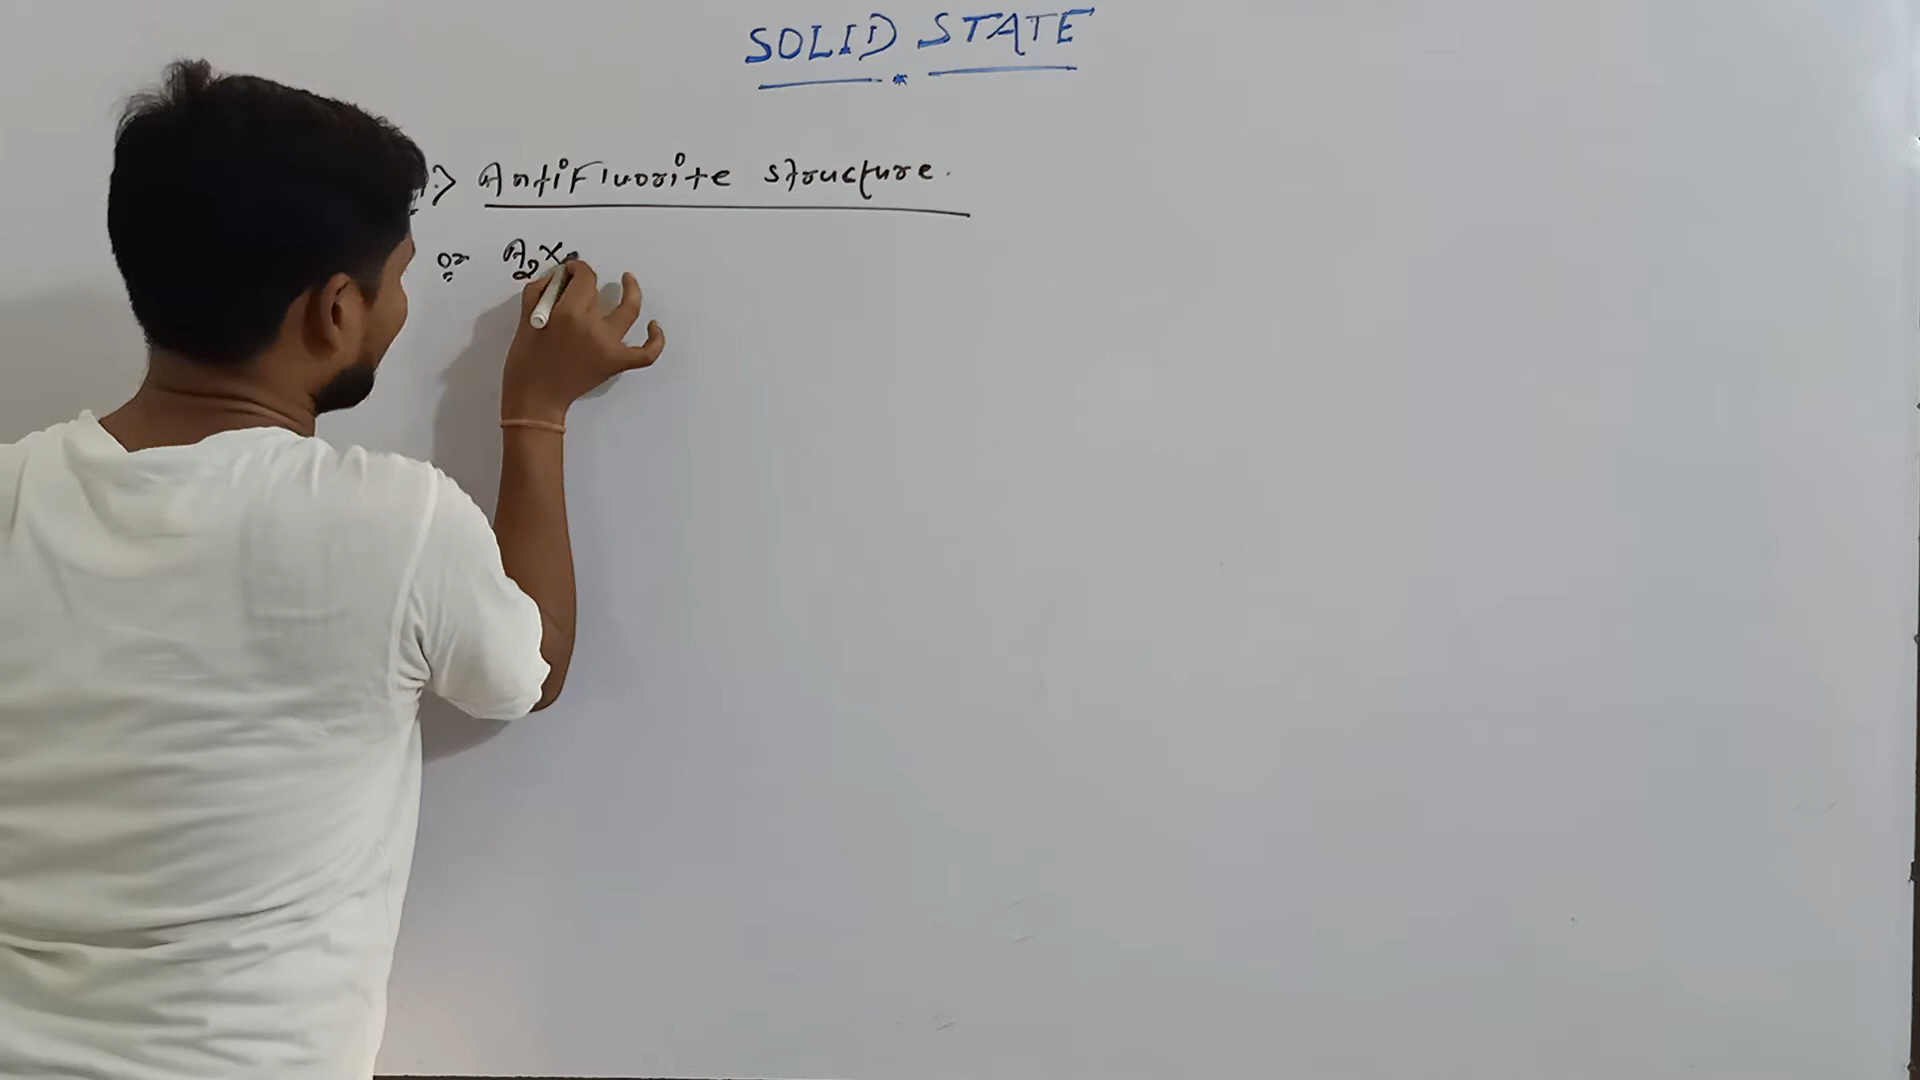 SOLID STATE
> Antifluorite structure.
or A₂X